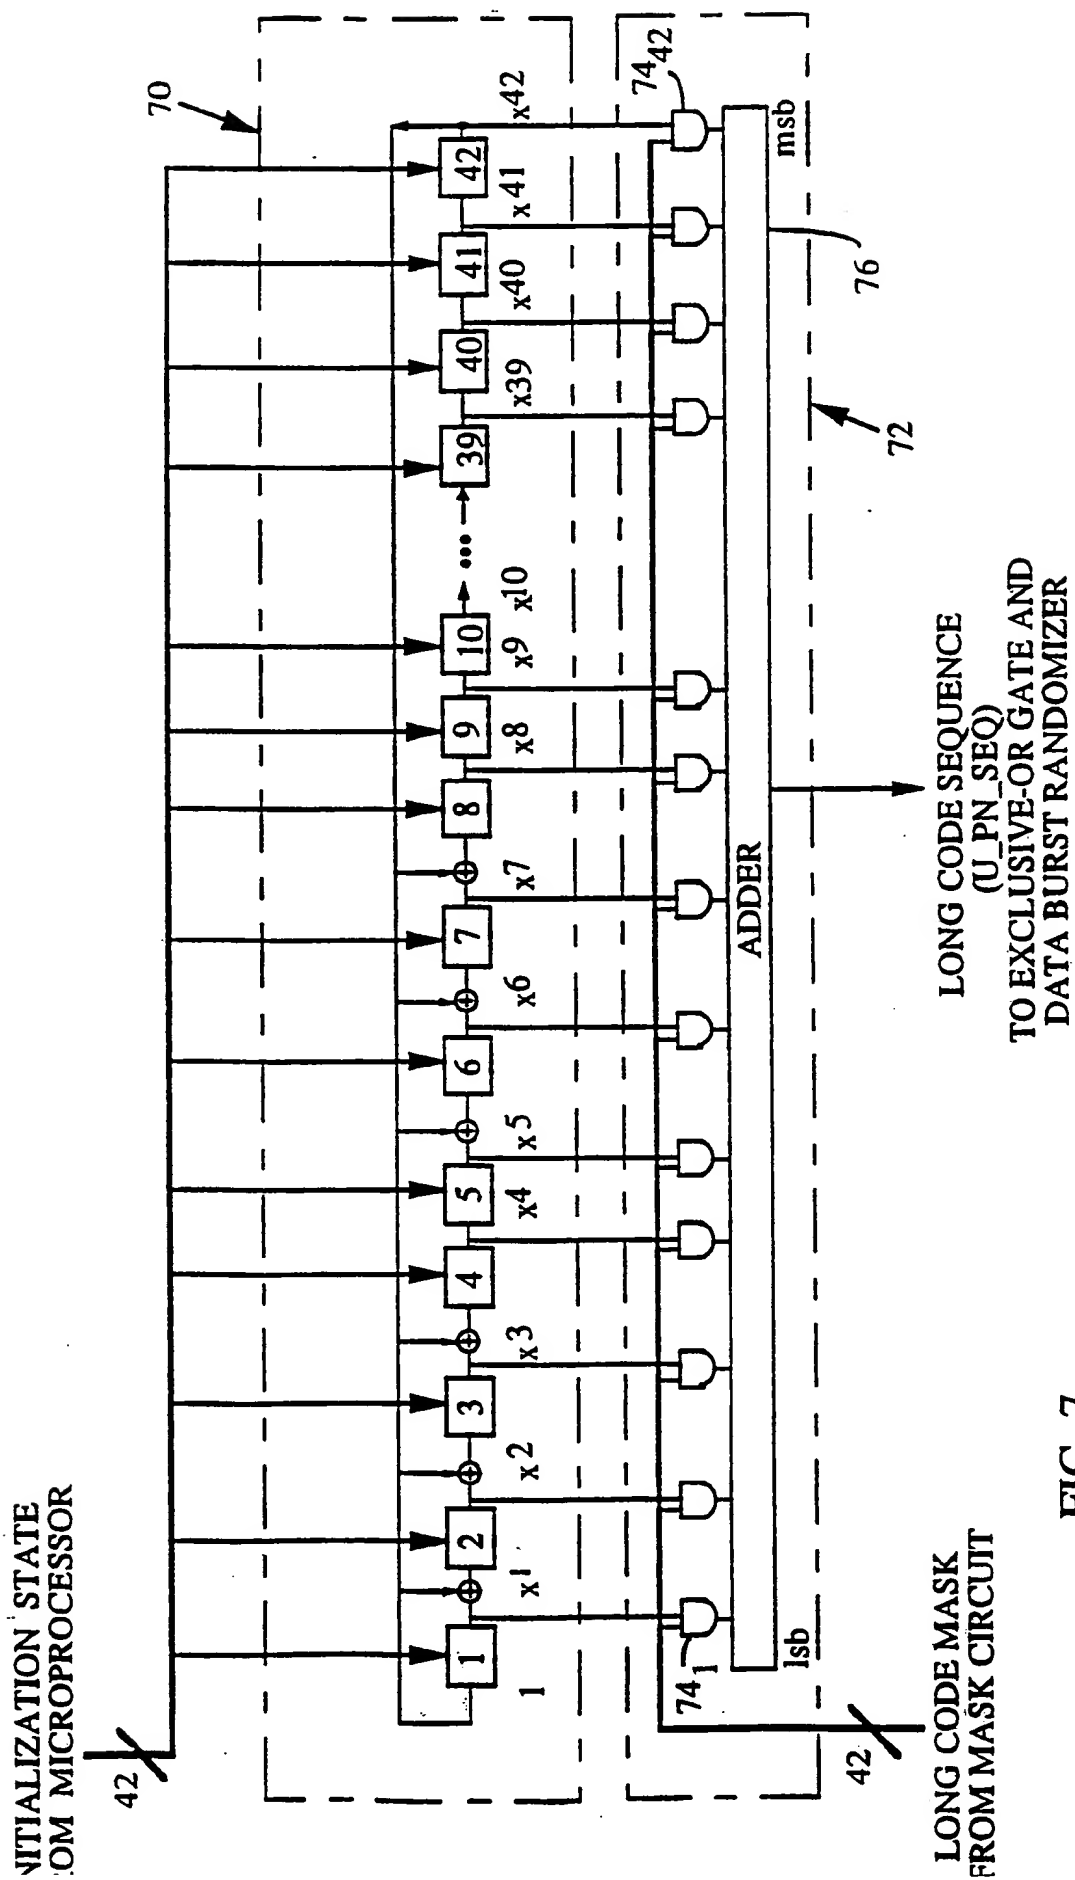 NITIALIZATION STATE
OM MICROPROCESSOR
42
70
1 2 3 4 5 6 7 8 9 10 ••• 39 40 41 42
1 x1 x2 x3 x4 x5 x6 x7 x8 x9 x10 x39 x40 x41 x42
74 1
74 42
lsb
ADDER
msb
76
72
42
LONG CODE MASK
FROM MASK CIRCUIT
LONG CODE SEQUENCE
(U_PN_SEQ)
TO EXCLUSIVE-OR GATE AND
DATA BURST RANDOMIZER